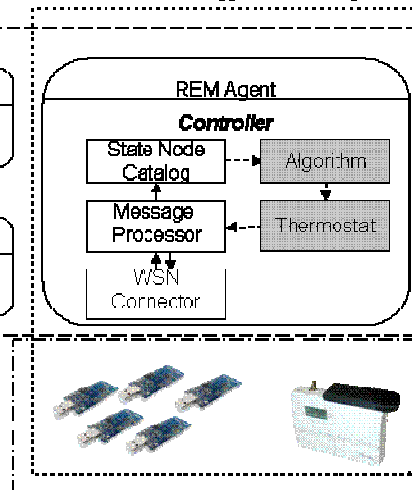 REM Agent
Controller
State Node
Catalog
Algorithm
Message
Processor
Thermostat
WSN
Connector